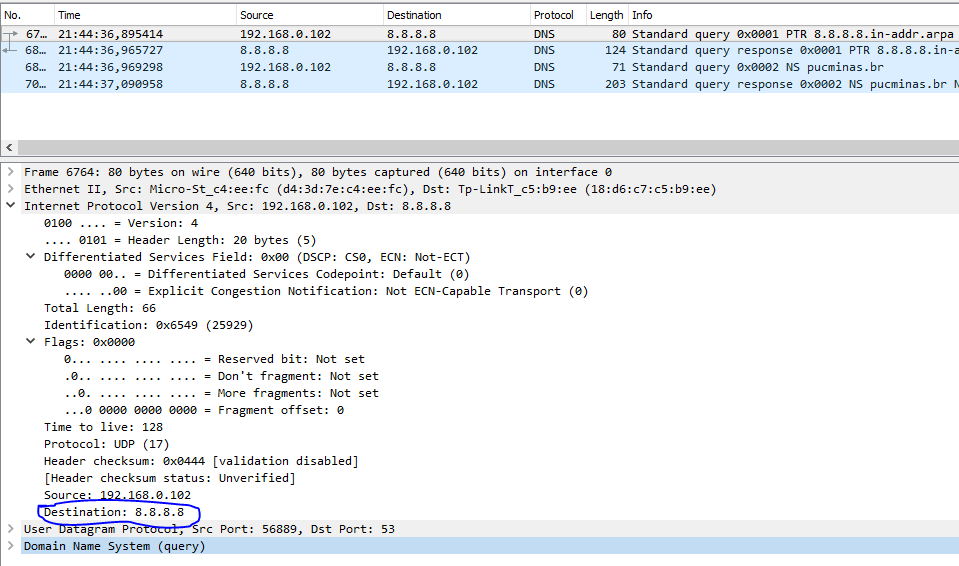 No. Time Source Destination Protocol Length Info
67… 21:44:36,895414 192.168.0.102 8.8.8.8 DNS 80 Standard query 0x0001 PTR 8.8.8.8.in-addr.arpa
68… 21:44:36,965727 8.8.8.8 192.168.0.102 DNS 124 Standard query response 0x0001 PTR 8.8.8.8.in-a
68… 21:44:36,969298 192.168.0.102 8.8.8.8 DNS 71 Standard query 0x0002 NS pucminas.br
70… 21:44:37,090958 8.8.8.8 192.168.0.102 DNS 203 Standard query response 0x0002 NS pucminas.br N
Frame 6764: 80 bytes on wire (640 bits), 80 bytes captured (640 bits) on interface 0
Ethernet II, Src: Micro-St_c4:ee:fc (d4:3d:7e:c4:ee:fc), Dst: Tp-LinkT_c5:b9:ee (18:d6:c7:c5:b9:ee)
Internet Protocol Version 4, Src: 192.168.0.102, Dst: 8.8.8.8
0100 .... = Version: 4
.... 0101 = Header Length: 20 bytes (5)
Differentiated Services Field: 0x00 (DSCP: CS0, ECN: Not-ECT)
0000 00.. = Differentiated Services Codepoint: Default (0)
.... ..00 = Explicit Congestion Notification: Not ECN-Capable Transport (0)
Total Length: 66
Identification: 0x6549 (25929)
Flags: 0x0000
0... .... .... .... = Reserved bit: Not set
.0.. .... .... .... = Don't fragment: Not set
..0. .... .... .... = More fragments: Not set
...0 0000 0000 0000 = Fragment offset: 0
Time to live: 128
Protocol: UDP (17)
Header checksum: 0x0444 [validation disabled]
[Header checksum status: Unverified]
Source: 192.168.0.102
Destination: 8.8.8.8
User Datagram Protocol, Src Port: 56889, Dst Port: 53
Domain Name System (query)